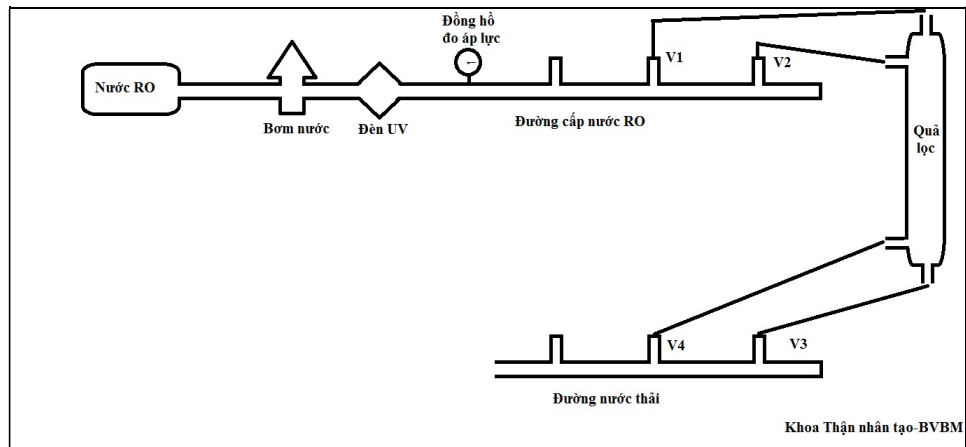 Đồng hồ
đo áp lực
V1
V2
Nước RO
Bơm nước
Đèn UV
Đường cấp nước RO
Quả
lọc
V4
V3
Đường nước thải
Khoa Thận nhân tạo-BVBM